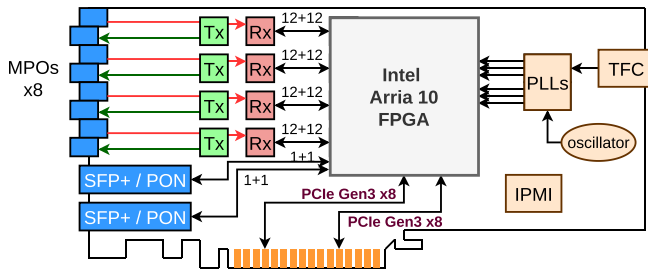 MPOs
x8
Tx
Rx
12+12
Tx
Rx
12+12
Tx
Rx
12+12
Tx
Rx
12+12
1+1
1+1
SFP+ / PON
SFP+ / PON
Intel
Arria 10
FPGA
PCIe Gen3 x8
PCIe Gen3 x8
PLLs
TFC
oscillator
IPMI